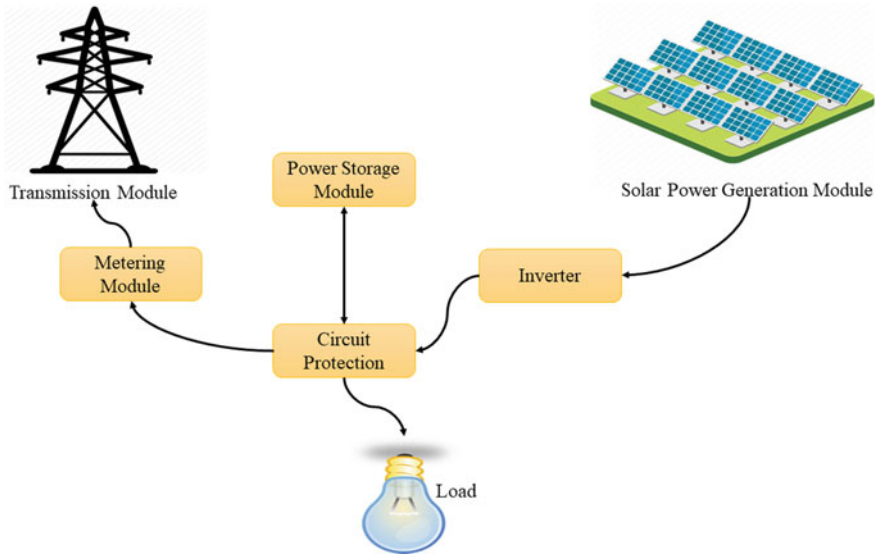 Transmission Module
Power Storage
Module
Solar Power Generation Module
Metering
Module
Inverter
Circuit
Protection
Load